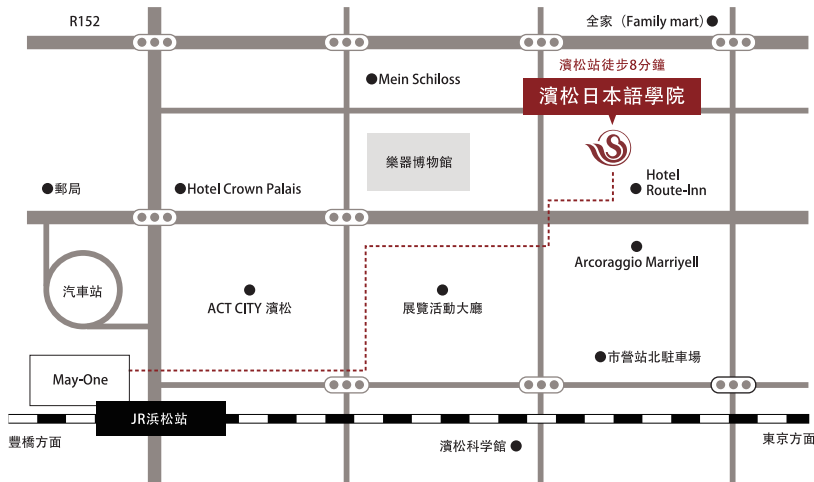 R152
全家（Family mart）
濱松站徒步8分鐘
Mein Schiloss
濱松日本語學院
樂器博物館
Hotel
Route-Inn
郵局
Hotel Crown Palais
Arcoraggio Marriyell
汽車站
ACT CITY 濱松
展覽活動大廳
市營站北駐車場
May-One
JR浜松站
豐橋方面
濱松科学館
東京方面